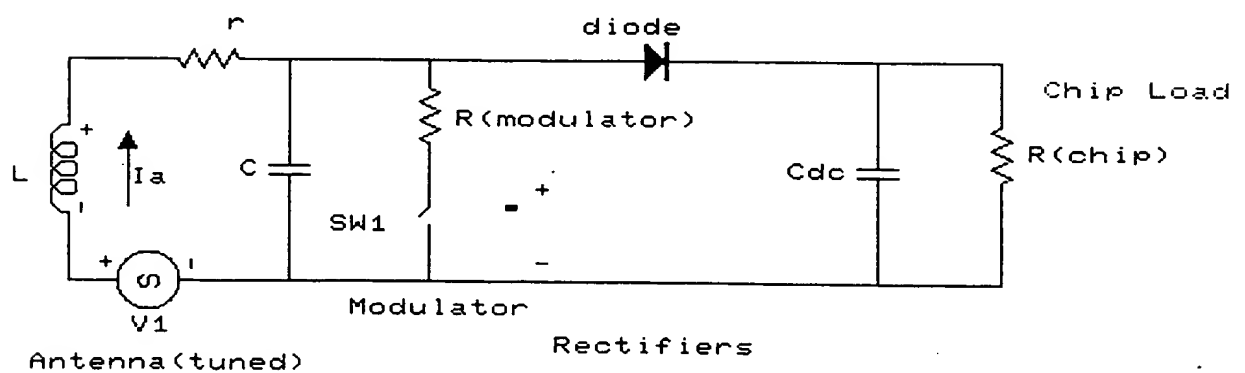 r
diode
Chip Load
+
R(modulator)
L
Ia
C
R(chip)
Cdc
-
+
SW1
-
+
-
-
V1
Modulator
Rectifiers
Antenna(tuned)